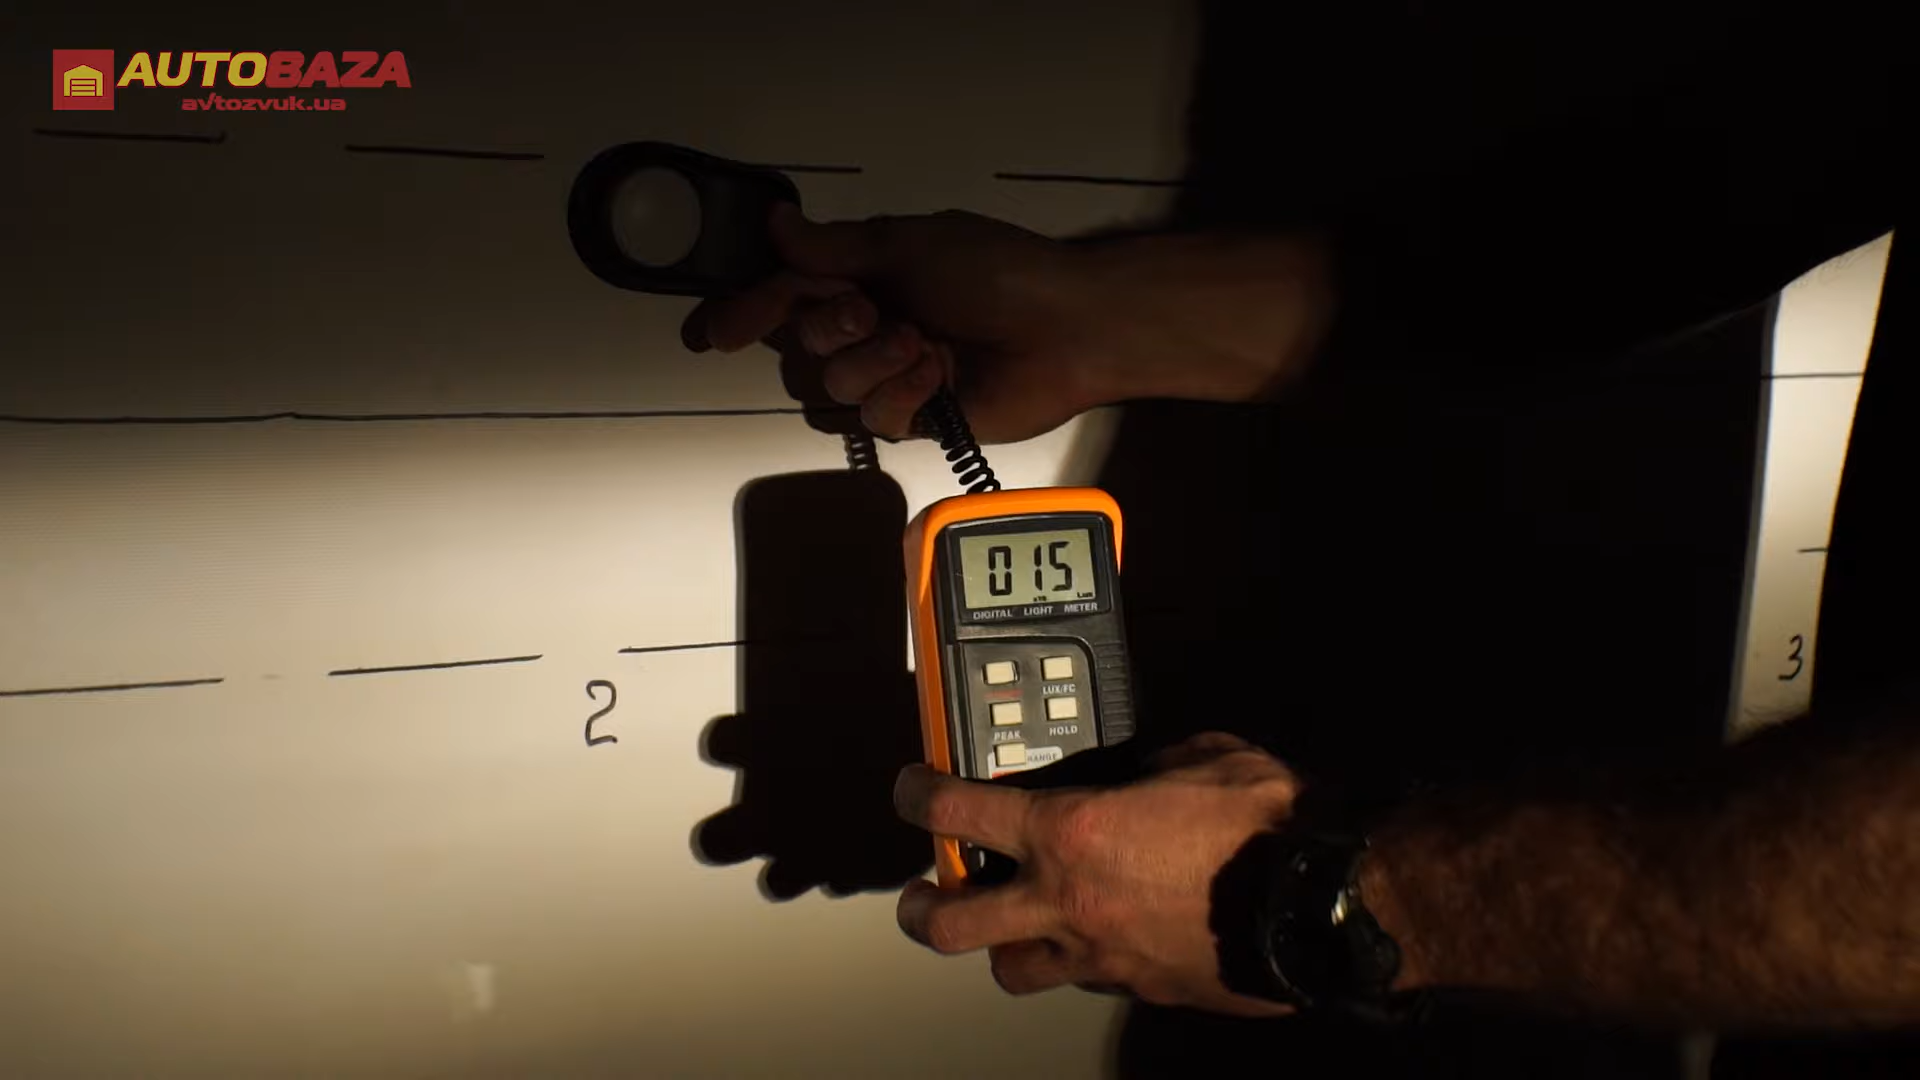 AUTOBAZA
avtozvuk.ua
015
x10 Lux
DIGITAL LIGHT METER
LUX/FC
PEAK HOLD
RANGE
2
3